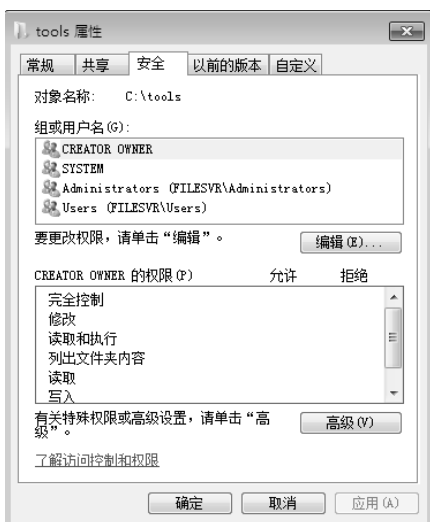 tools 属性
常规 共享 安全 以前的版本 自定义
对象名称: C:\tools
组或用户名(G):
CREATOR OWNER
SYSTEM
Administrators (FILESVR\Administrators)
Users (FILESVR\Users)
要更改权限，请单击“编辑”。 编辑(E)...
CREATOR OWNER 的权限(P) 允许 拒绝
完全控制
修改
读取和执行
列出文件夹内容
读取
写入
有关特殊权限或高级设置，请单击“高
级”。 高级(V)
了解访问控制和权限
确定 取消 应用(A)